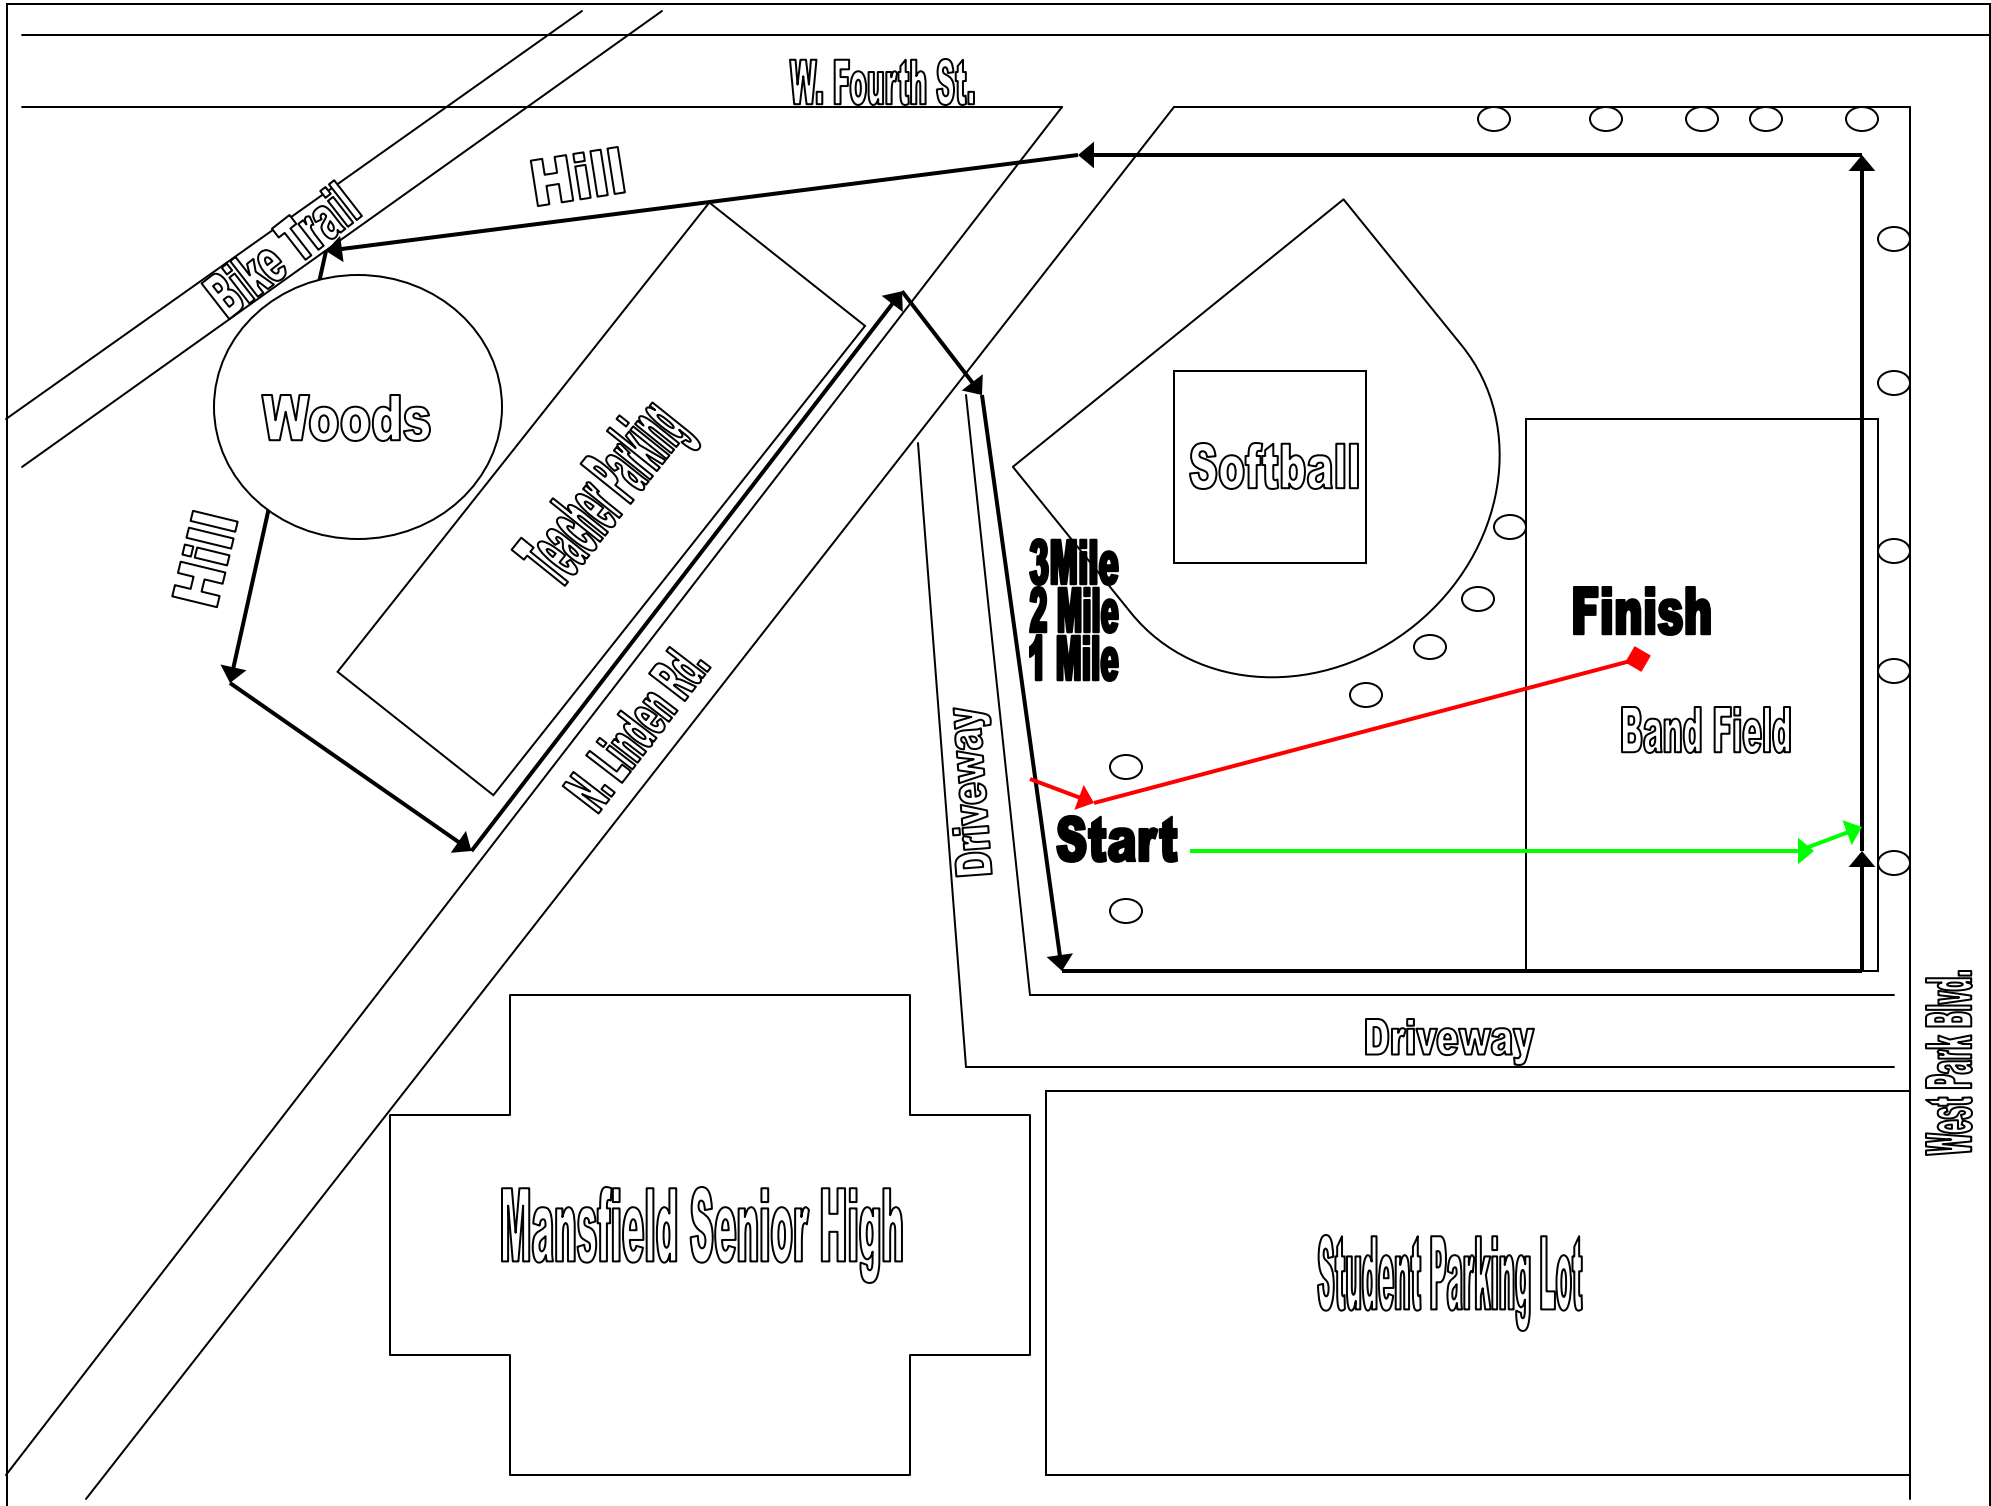 W. Fourth St.
Hill
Bike Trail
Woods
Teacher Parking
Softball
Hill
3Mile
2 Mile
1 Mile
Finish
N. Linden Rd.
Band Field
Driveway
Start
Driveway
West Park Blvd.
Mansfield Senior High
Student Parking Lot